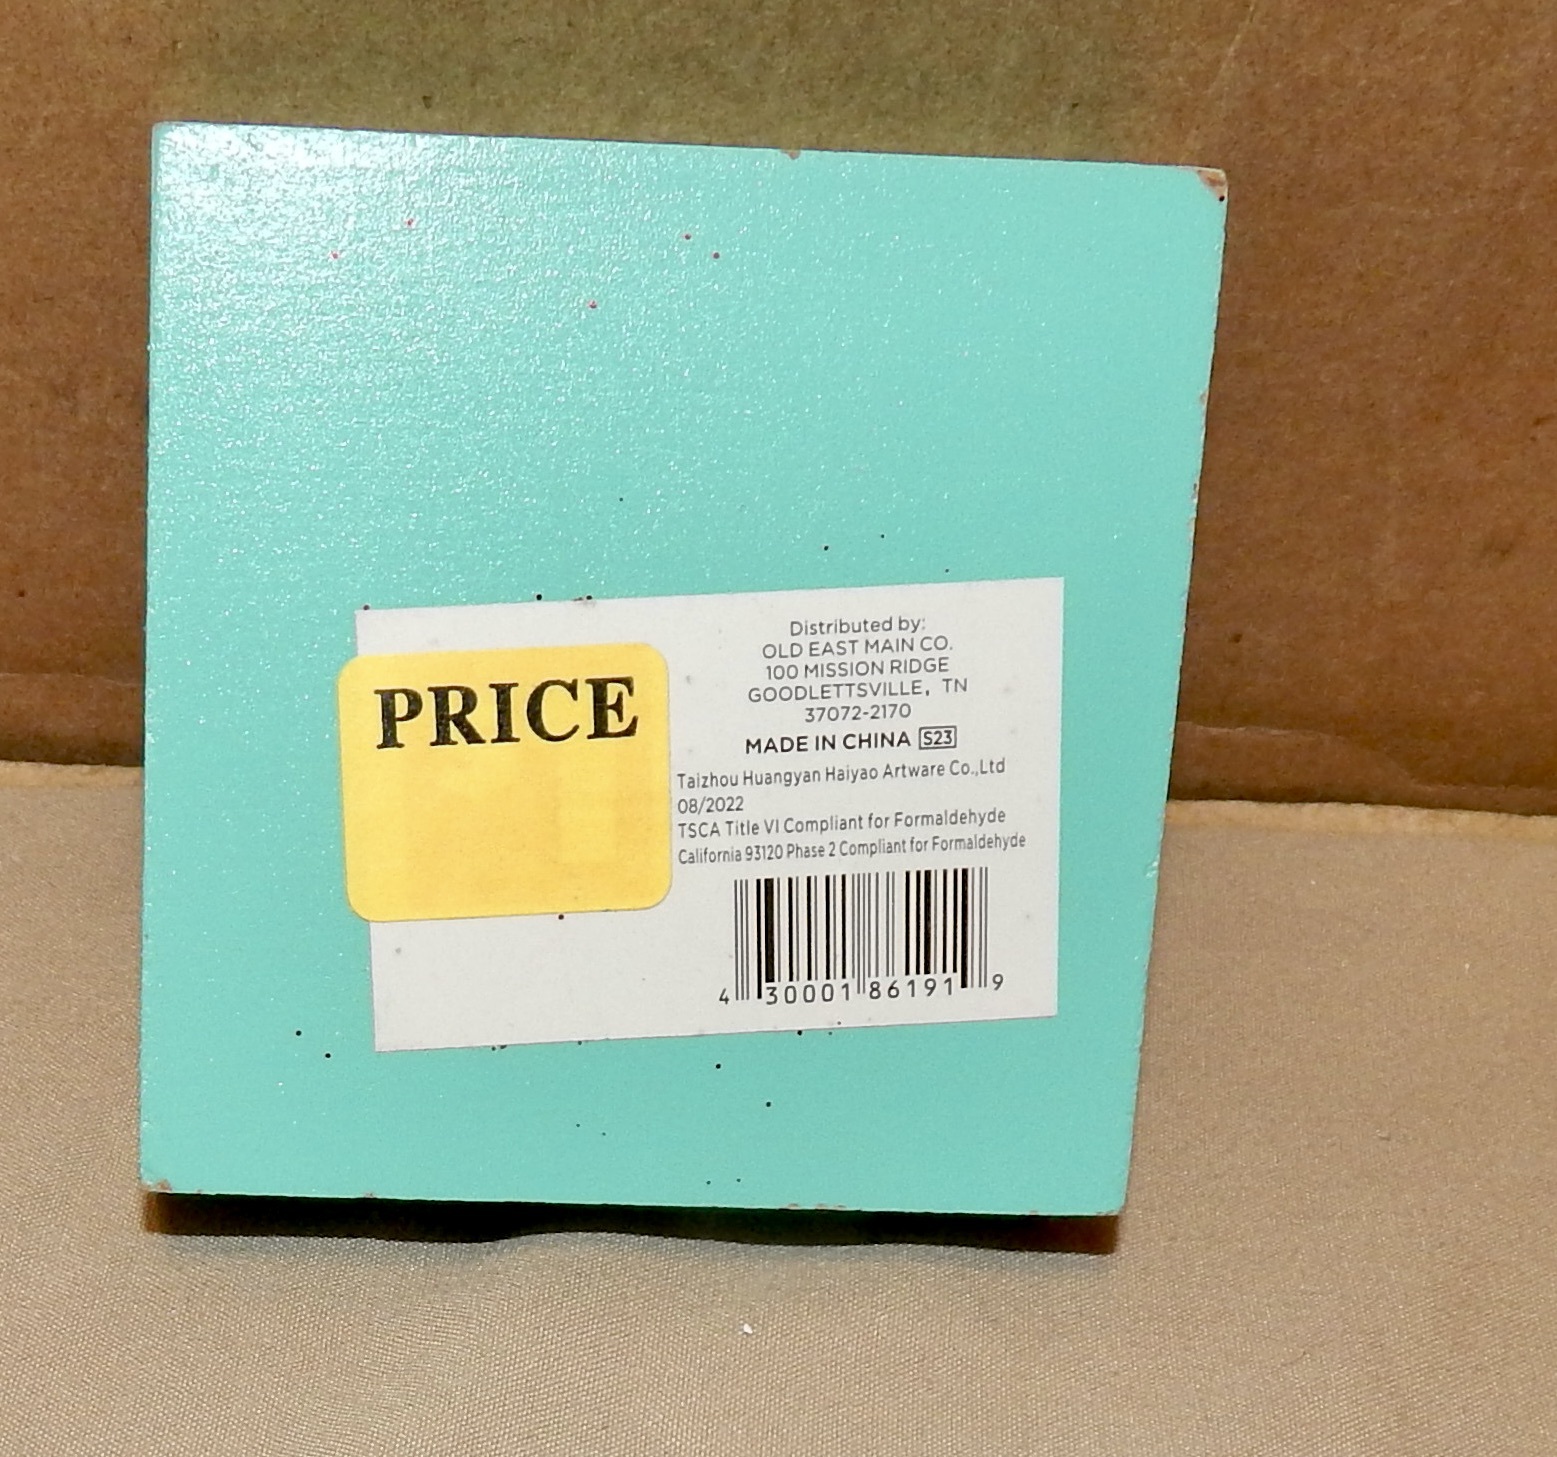 PRICE
Distributed by:
OLD EAST MAIN CO.
100 MISSION RIDGE
GOODLETTSVILLE, TN
37072-2170
MADE IN CHINA S23
Taizhou Huangyan Haiyao Artware Co.,Ltd
08/2022
TSCA Title VI Compliant for Formaldehyde
California 93120 Phase 2 Compliant for Formaldehyde
4 30001 86191 9